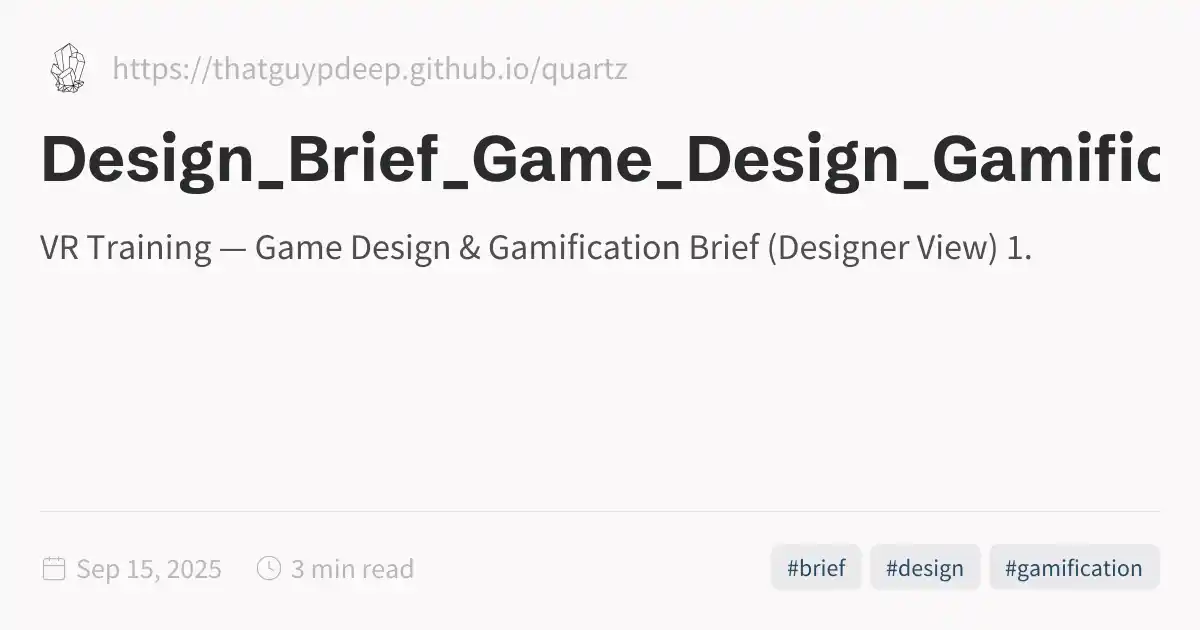 https://thatguypdeep.github.io/quartz
Design_Brief_Game_Design_Gamific
VR Training — Game Design & Gamification Brief (Designer View) 1.
Sep 15, 2025 3 min read #brief #design #gamification